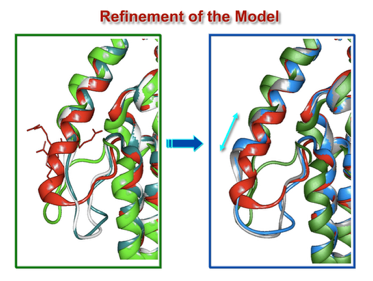 Refinement of the Model